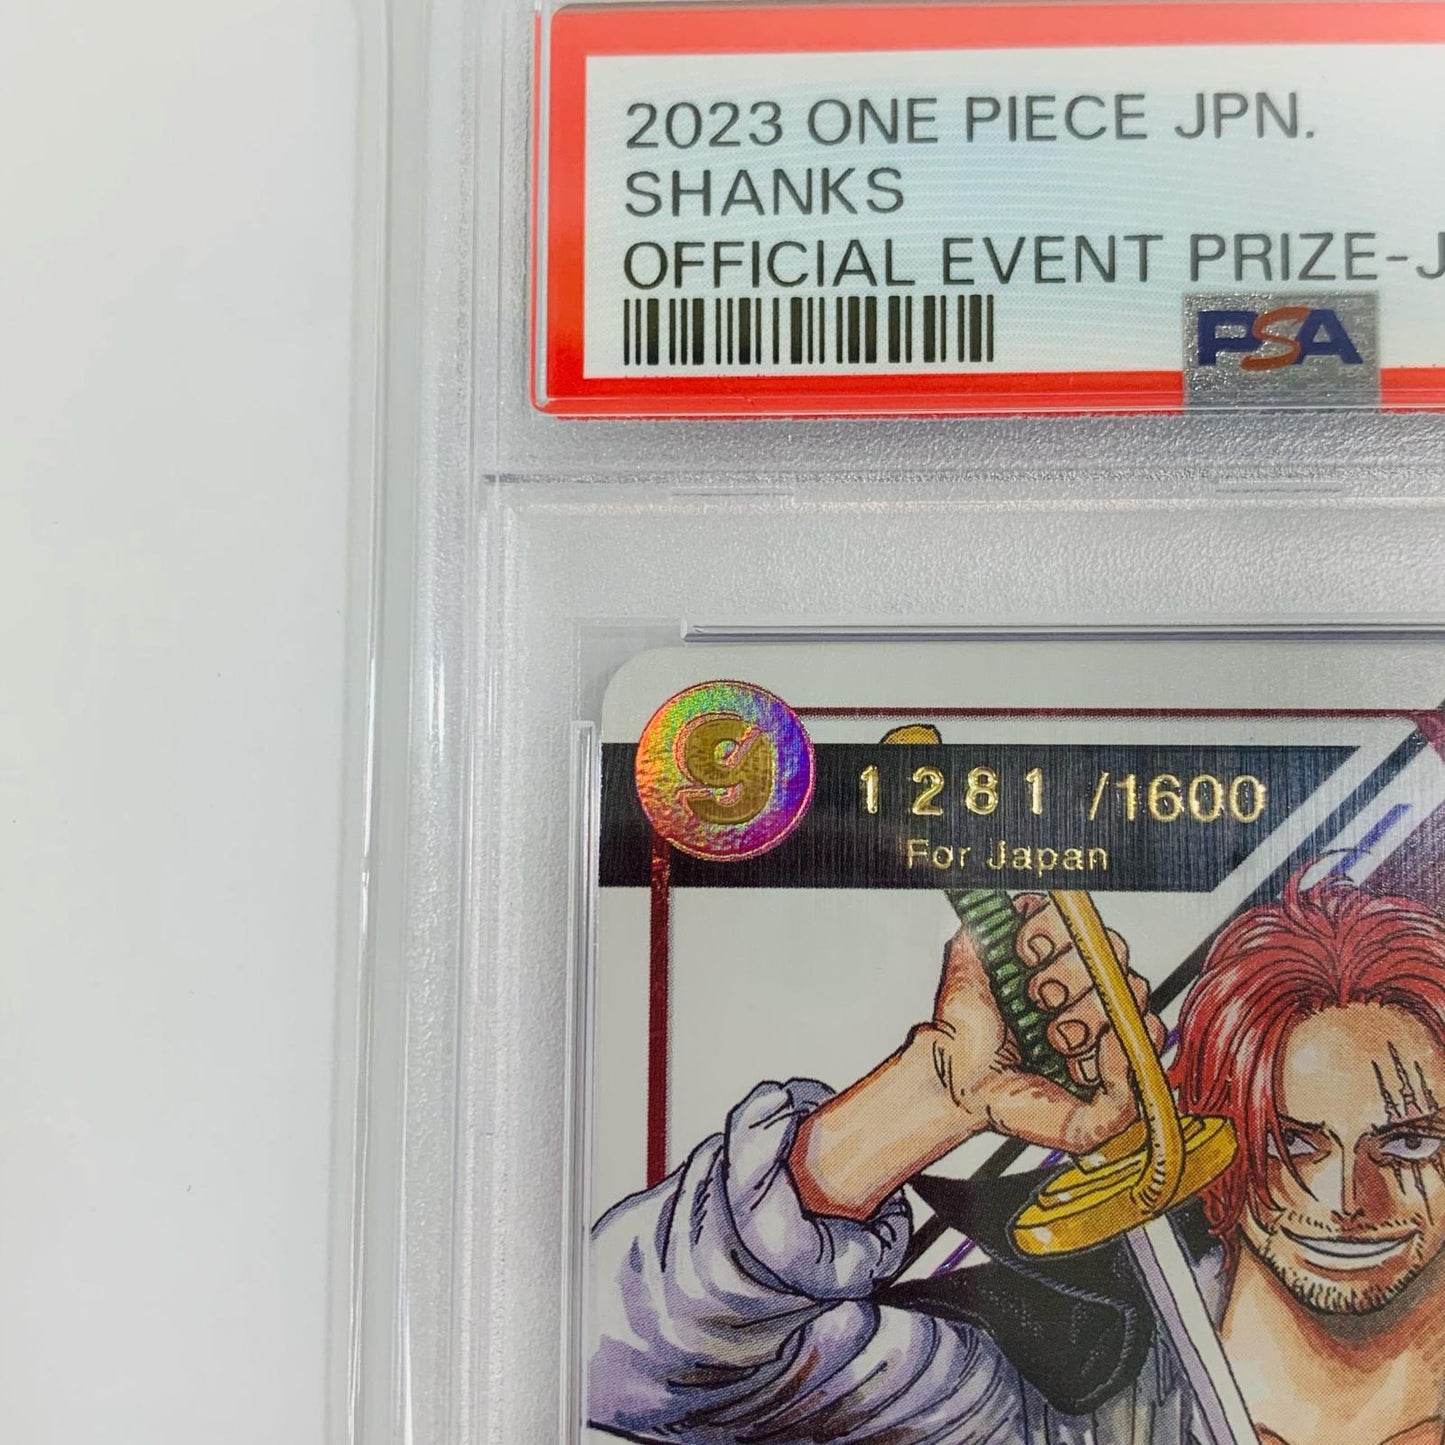 2023 ONE PIECE JPN.
SHANKS
OFFICIAL EVENT PRIZE-J
PSA
9 1281 /1600
For Japan